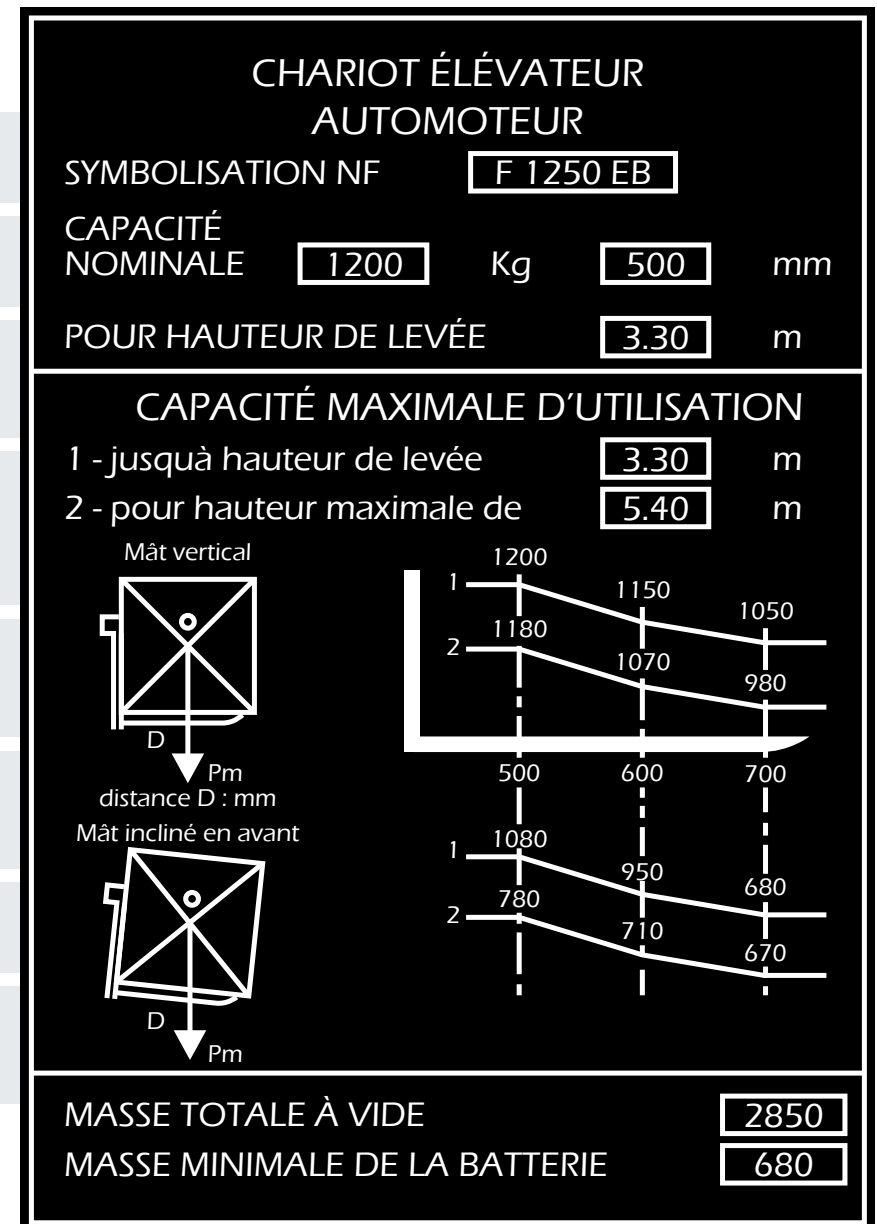 CHARIOT ÉLÉVATEUR
AUTOMOTEUR
SYMBOLISATION NF F 1250 EB
CAPACITÉ
NOMINALE 1200 Kg 500 mm
POUR HAUTEUR DE LEVÉE 3.30 m
CAPACITÉ MAXIMALE D'UTILISATION
1 - jusquà hauteur de levée 3.30 m
2 - pour hauteur maximale de 5.40 m
Mât vertical
D
Pm
distance D : mm
1200
1 1150
1050
1180
2 1070
980
500 600 700
Mât incliné en avant
D
Pm
1080
1 950
680
780
2 710
670
MASSE TOTALE À VIDE 2850
MASSE MINIMALE DE LA BATTERIE 680